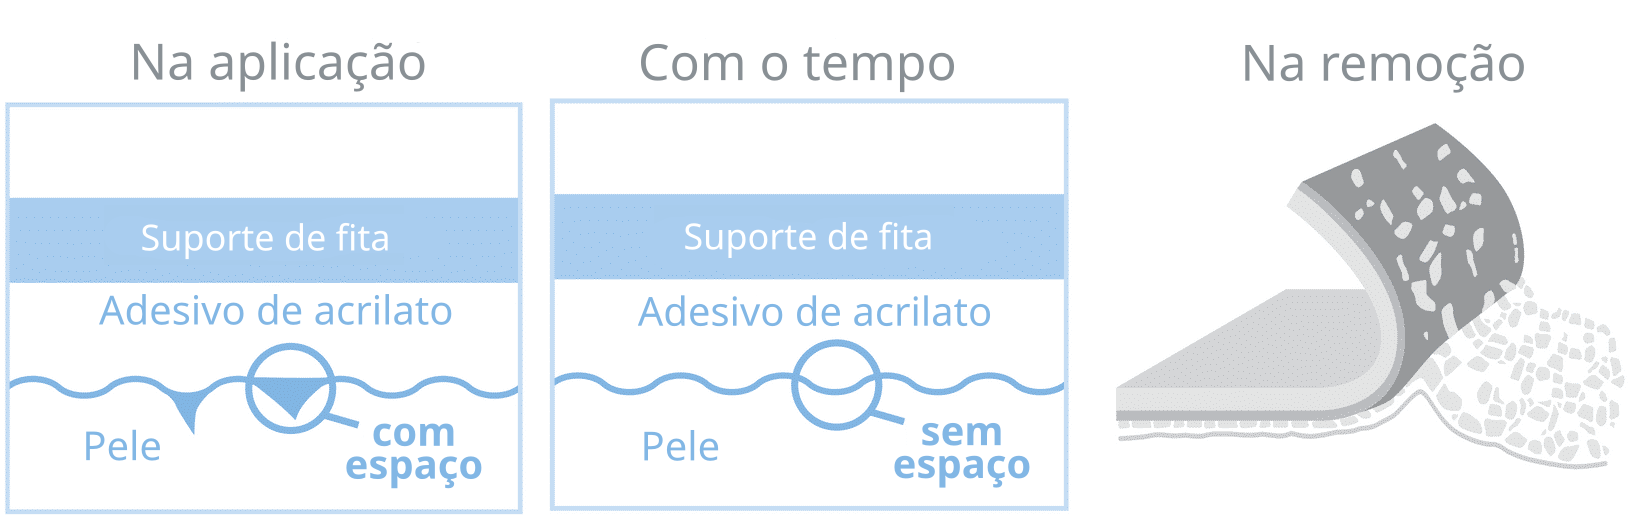 Na aplicação
Suporte de fita
Adesivo de acrilato
Pele
com
espaço
Com o tempo
Suporte de fita
Adesivo de acrilato
Pele
sem
espaço
Na remoção